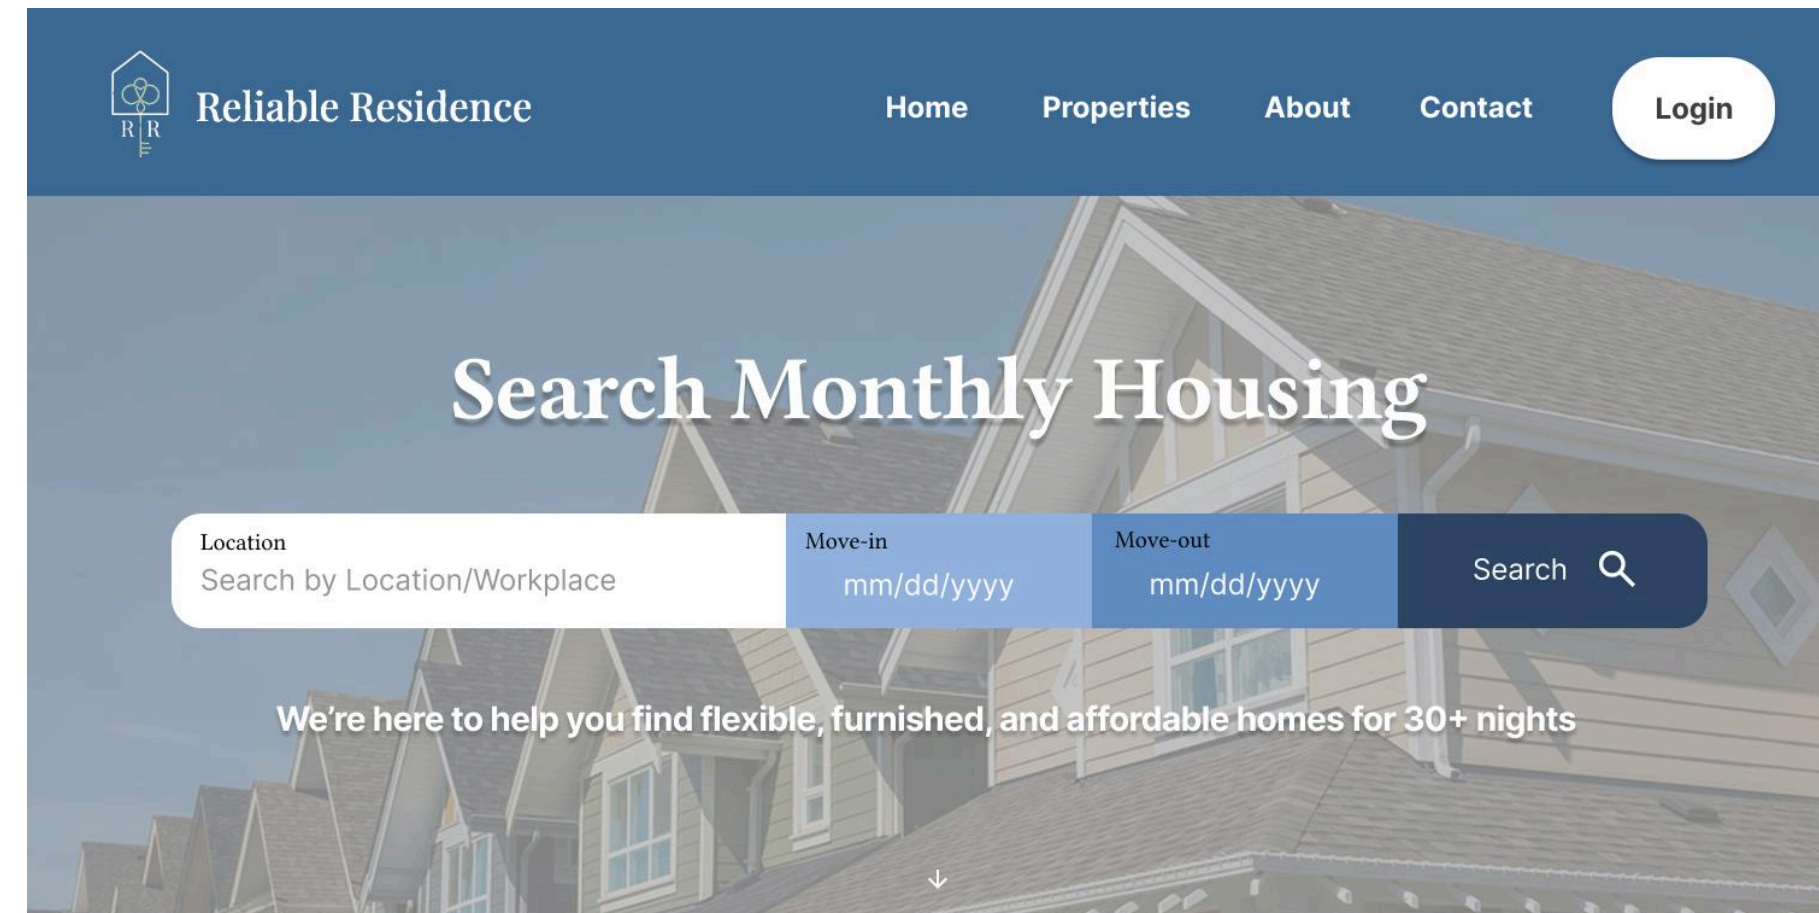 R R
Reliable Residence
Home Properties About Contact Login
Search Monthly Housing
Location
Search by Location/Workplace
Move-in
mm/dd/yyyy
Move-out
mm/dd/yyyy
Search
We’re here to help you find flexible, furnished, and affordable homes for 30+ nights